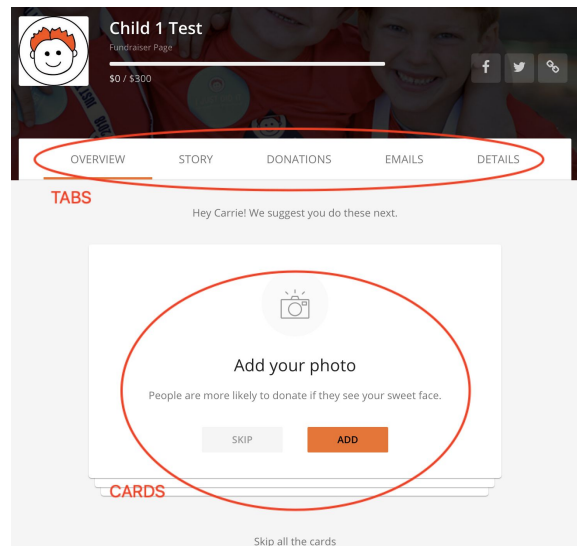 Child 1 Test
Fundraiser Page
$0 / $300
OVERVIEW STORY DONATIONS EMAILS DETAILS
TABS
Hey Carrie! We suggest you do these next.
Add your photo
People are more likely to donate if they see your sweet face.
SKIP ADD
CARDS
Skip all the cards